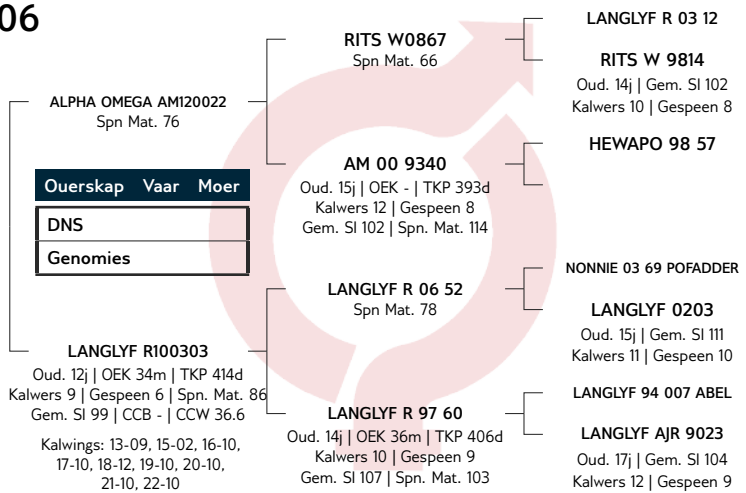 06
ALPHA OMEGA AM120022
Spn Mat. 76
Ouerskap Vaar Moer
DNS
Genomies
LANGLYF R100303
Oud. 12j | OEK 34m | TKP 414d
Kalwers 9 | Gespeen 6 | Spn. Mat. 86
Gem. SI 99 | CCB - | CCW 36.6
Kalwings: 13-09, 15-02, 16-10,
17-10, 18-12, 19-10, 20-10,
21-10, 22-10
RITS W0867
Spn Mat. 66
AM 00 9340
Oud. 15j | OEK - | TKP 393d
Kalwers 12 | Gespeen 8
Gem. SI 102 | Spn. Mat. 114
LANGLYF R 06 52
Spn Mat. 78
LANGLYF R 97 60
Oud. 14j | OEK 36m | TKP 406d
Kalwers 10 | Gespeen 9
Gem. SI 107 | Spn. Mat. 103
LANGLYF R 03 12
RITS W 9814
Oud. 14j | Gem. SI 102
Kalwers 10 | Gespeen 8
HEWAPO 98 57
NONNIE 03 69 POFADDER
LANGLYF 0203
Oud. 15j | Gem. SI 111
Kalwers 11 | Gespeen 10
LANGLYF 94 007 ABEL
LANGLYF AJR 9023
Oud. 17j | Gem. SI 104
Kalwers 12 | Gespeen 9